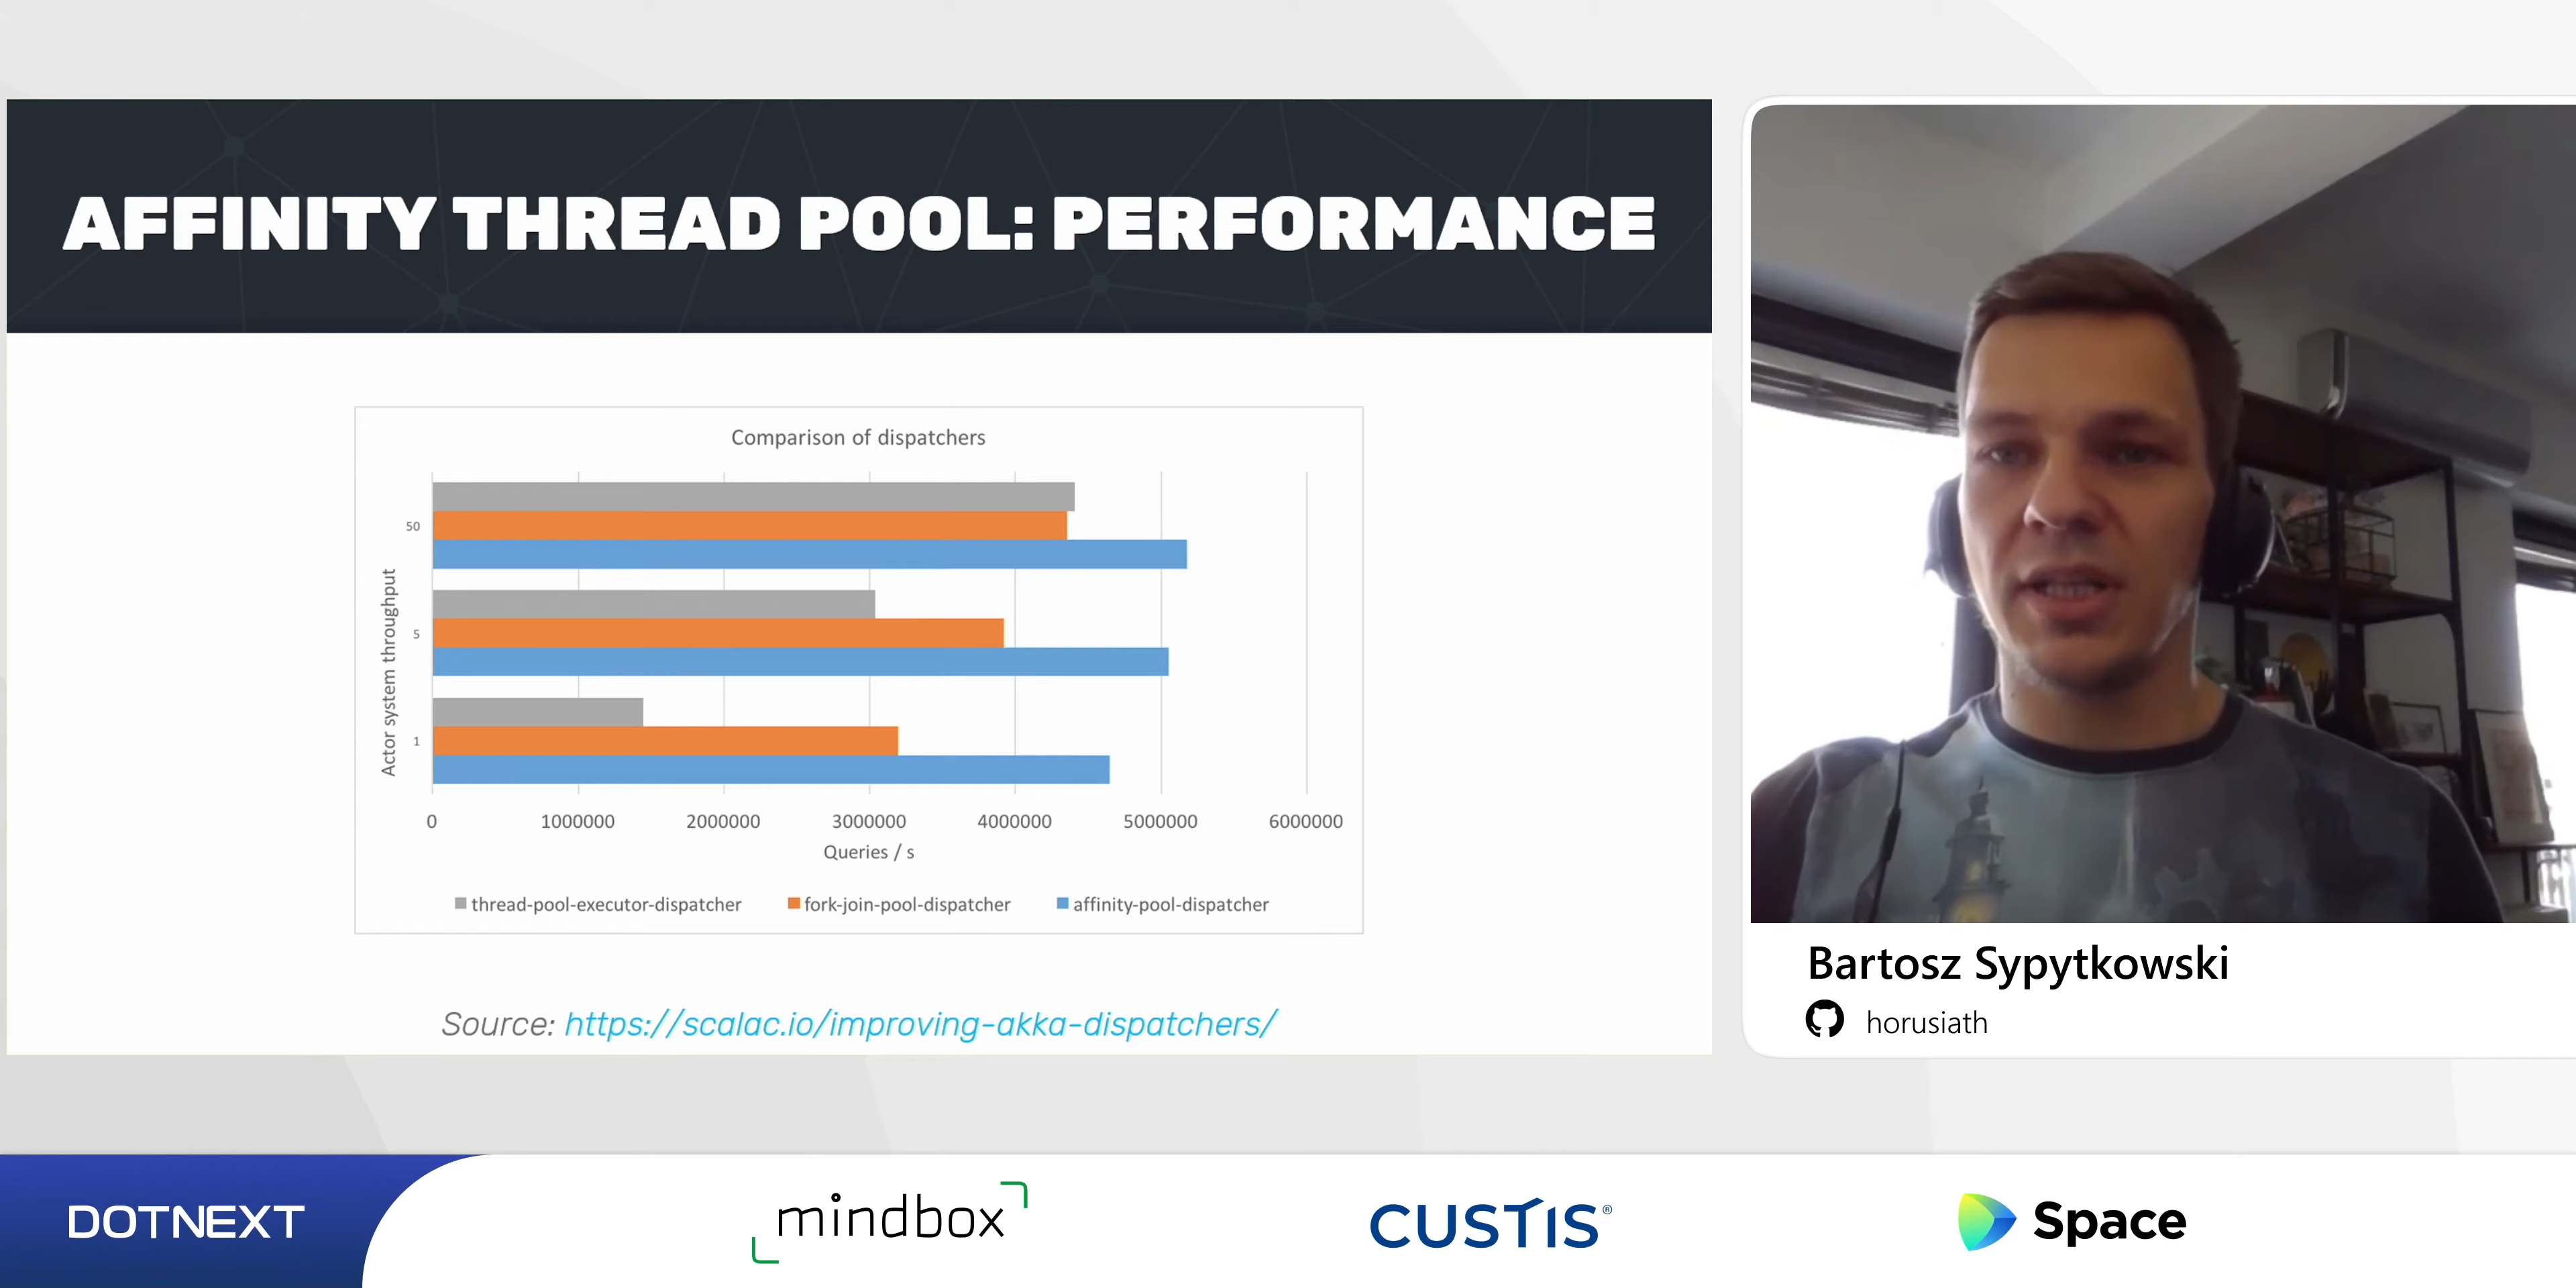 AFFINITY THREAD POOL: PERFORMANCE
Comparison of dispatchers
Actor system throughput
50
5
1
0 1000000 2000000 3000000 4000000 5000000 6000000
Queries / s
thread-pool-executor-dispatcher fork-join-pool-dispatcher affinity-pool-dispatcher
Source: https://scalac.io/improving-akka-dispatchers/
Bartosz Sypytkowski
horusiath
DOTNEXT mindbox CUSTIS® Space